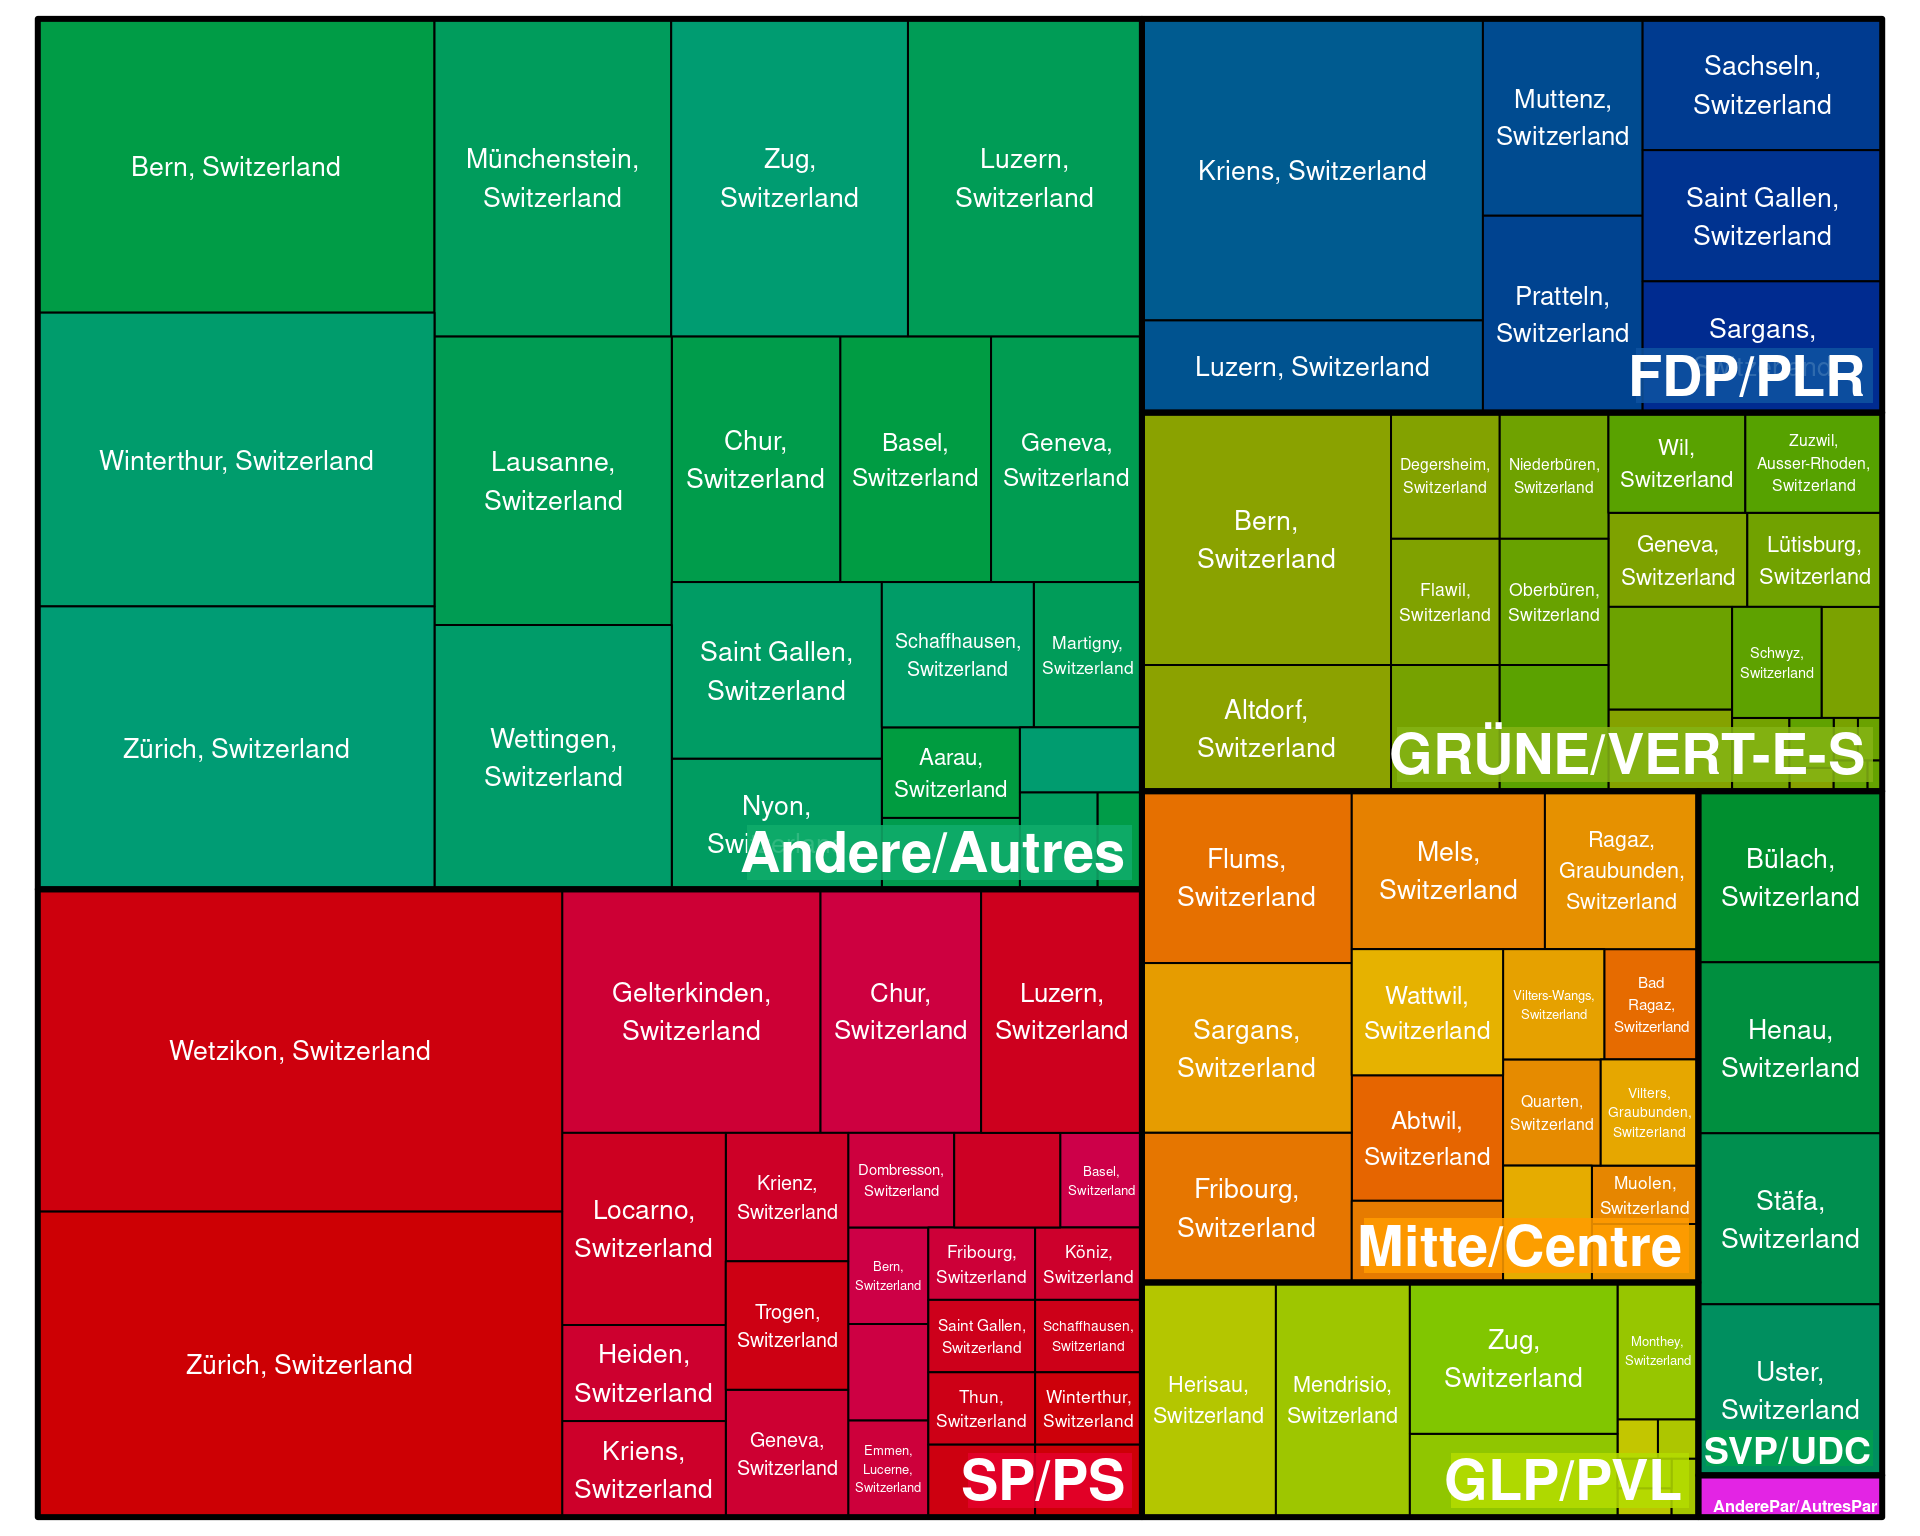 Bern, Switzerland
Münchenstein,
Switzerland
Zug,
Switzerland
Luzern,
Switzerland
Winterthur, Switzerland
Zürich, Switzerland
Lausanne,
Switzerland
Wettingen,
Switzerland
Chur,
Switzerland
Basel,
Switzerland
Geneva,
Switzerland
Saint Gallen,
Switzerland
Schaffhausen,
Switzerland
Martigny,
Switzerland
Aarau,
Switzerland
Nyon,
Andere/Autres
Kriens, Switzerland
Luzern, Switzerland
Muttenz,
Switzerland
Pratteln,
Switzerland
Sachseln,
Switzerland
Saint Gallen,
Switzerland
Sargans,
FDP/PLR
Bern,
Switzerland
Altdorf,
Switzerland
Degersheim,
Switzerland
Niederbüren,
Switzerland
Flawil,
Switzerland
Oberbüren,
Switzerland
Wil,
Switzerland
Zuzwil,
Ausser-Rhoden,
Switzerland
Geneva,
Switzerland
Lütisburg,
Switzerland
Schwyz,
Switzerland
GRÜNE/VERT-E-S
Wetzikon, Switzerland
Zürich, Switzerland
Gelterkinden,
Switzerland
Chur,
Switzerland
Luzern,
Switzerland
Locarno,
Switzerland
Heiden,
Switzerland
Kriens,
Switzerland
Krienz,
Switzerland
Trogen,
Switzerland
Geneva,
Switzerland
Dombresson,
Switzerland
Basel,
Switzerland
Bern,
Switzerland
Fribourg,
Switzerland
Köniz,
Switzerland
Saint Gallen,
Switzerland
Schaffhausen,
Switzerland
Thun,
Switzerland
Winterthur,
Switzerland
Emmen,
Lucerne,
Switzerland
SP/PS
Flums,
Switzerland
Sargans,
Switzerland
Fribourg,
Switzerland
Mels,
Switzerland
Ragaz,
Graubunden,
Switzerland
Wattwil,
Switzerland
Vilters-Wangs,
Switzerland
Bad
Ragaz,
Switzerland
Abtwil,
Switzerland
Quarten,
Switzerland
Vilters,
Graubunden,
Switzerland
Muolen,
Switzerland
Mitte/Centre
Herisau,
Switzerland
Mendrisio,
Switzerland
Zug,
Switzerland
Monthey,
Switzerland
GLP/PVL
Bülach,
Switzerland
Henau,
Switzerland
Stäfa,
Switzerland
Uster,
Switzerland
SVP/UDC
AnderePar/AutresPar